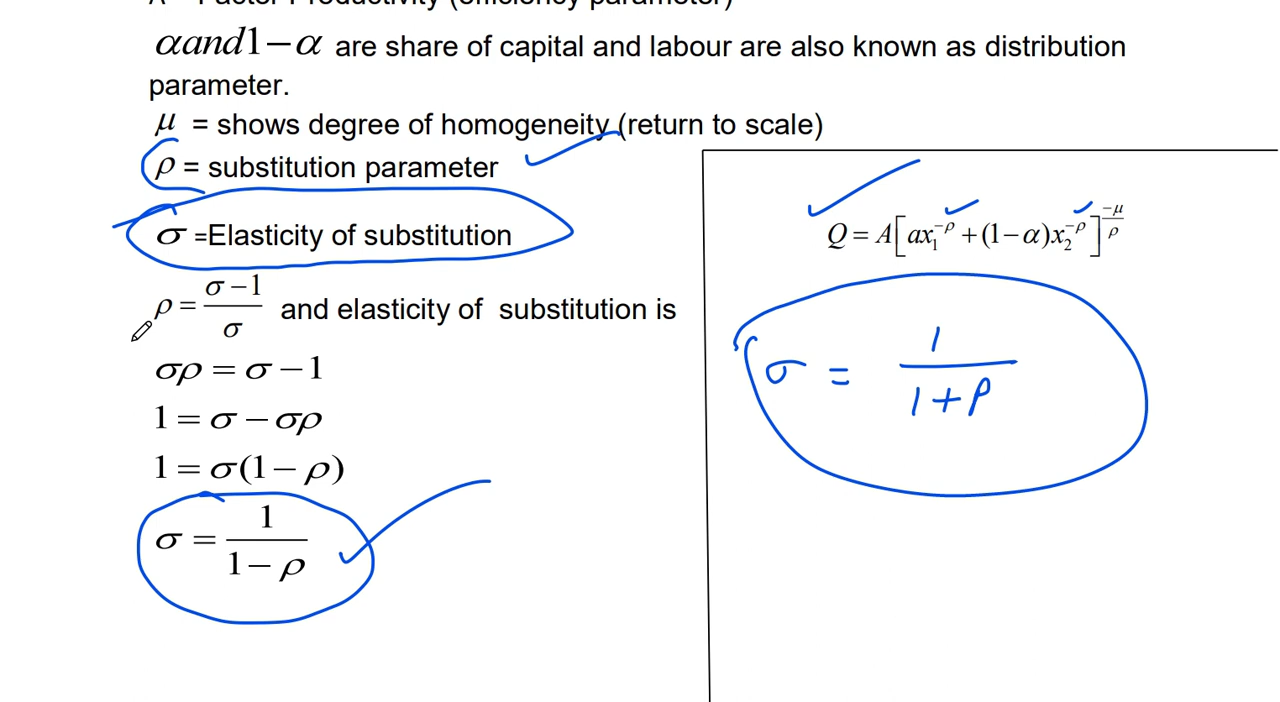 αand1−α are share of capital and labour are also known as distribution
parameter.
μ = shows degree of homogeneity (return to scale)
ρ = substitution parameter
σ =Elasticity of substitution
ρ = (σ−1)/σ and elasticity of substitution is
σρ = σ −1
1 = σ − σρ
1 = σ(1− ρ)
σ = 1/(1− ρ)
Q = A[ax₁^(−ρ) + (1−α)x₂^(−ρ)]^(−μ/ρ)
σ = 1/(1+ρ)